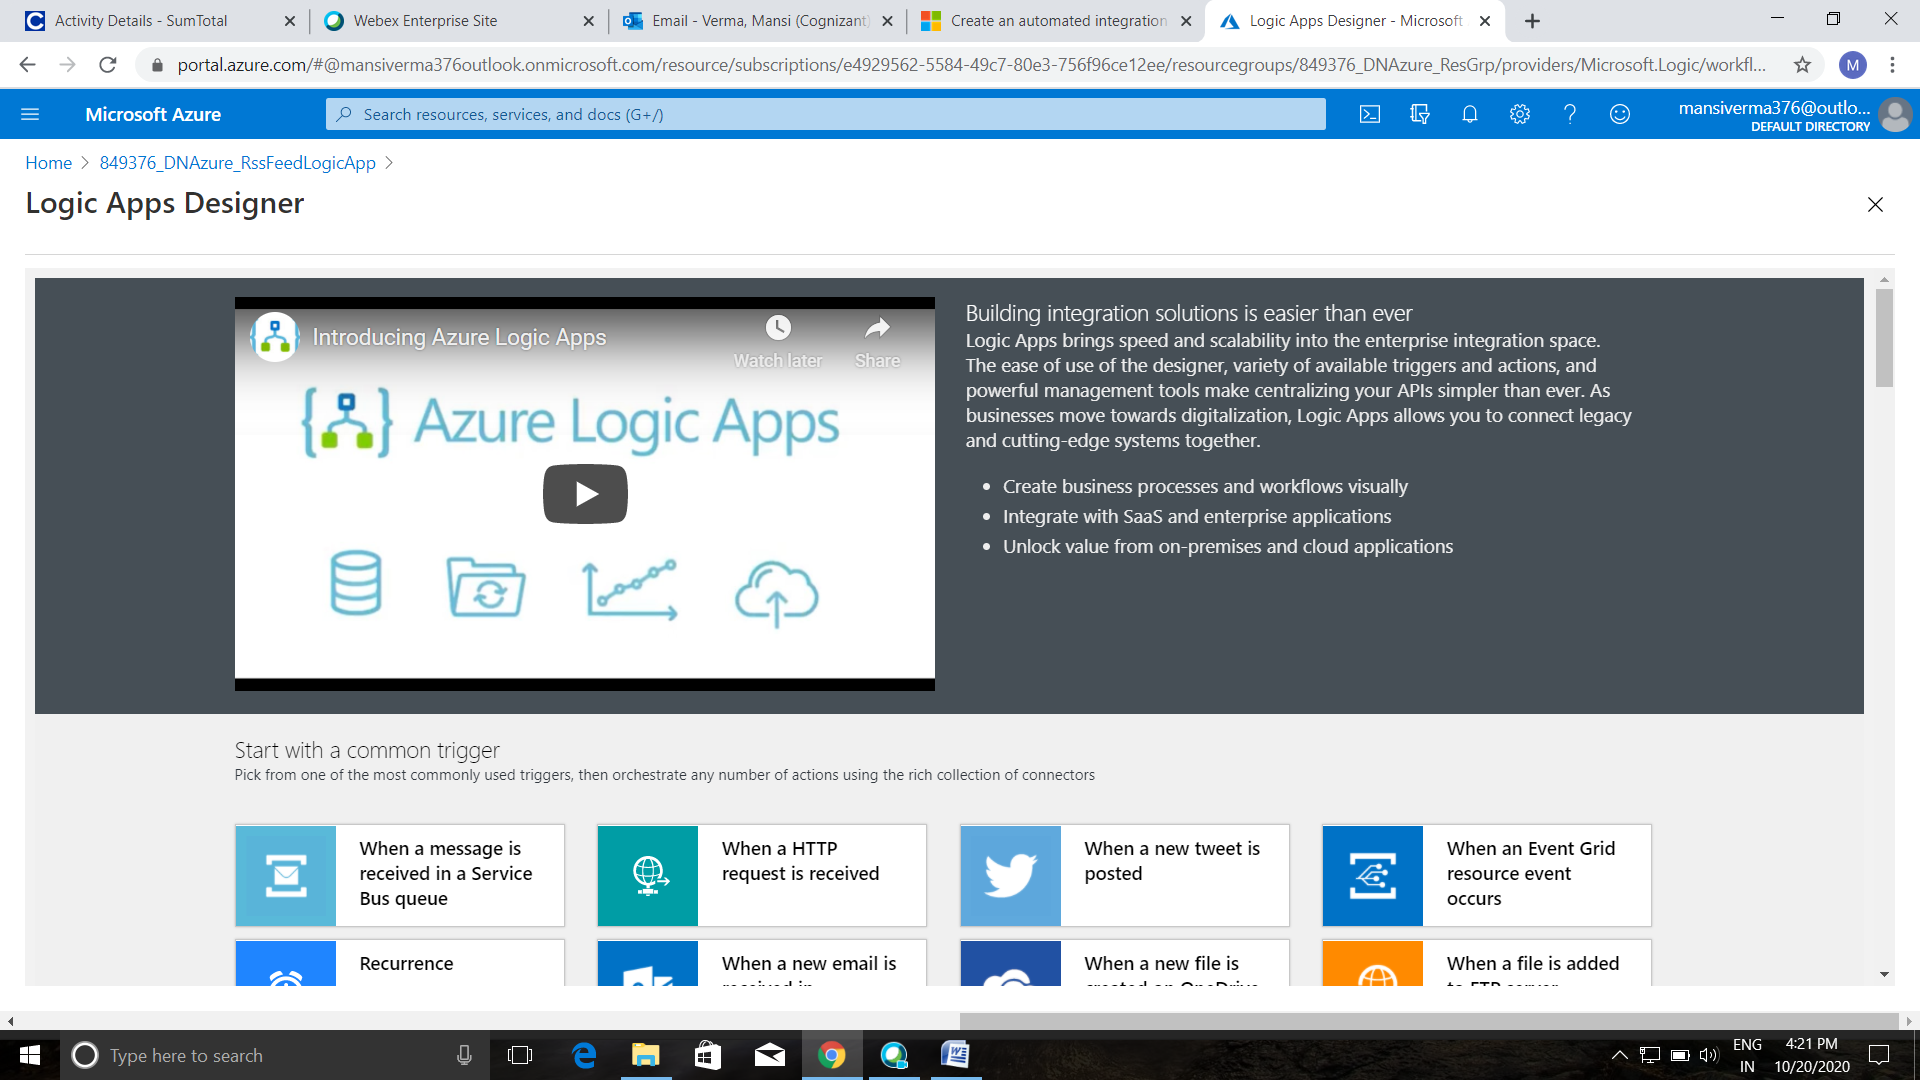 Activity Details - SumTotal
Webex Enterprise Site
Email - Verma, Mansi (Cognizant)
Create an automated integration
Logic Apps Designer - Microsoft
portal.azure.com/#@mansiverma376outlook.onmicrosoft.com/resource/subscriptions/e4929562-5584-49c7-80e3-756f96ce12ee/resourcegroups/849376_DNAzure_ResGrp/providers/Microsoft.Logic/workfl...
M
Microsoft Azure
Search resources, services, and docs (G+/)
mansiverma376@outlo...
DEFAULT DIRECTORY
Home > 849376_DNAzure_RssFeedLogicApp >
Logic Apps Designer
Introducing Azure Logic Apps
Watch later
Share
Azure Logic Apps
Building integration solutions is easier than ever
Logic Apps brings speed and scalability into the enterprise integration space.
The ease of use of the designer, variety of available triggers and actions, and
powerful management tools make centralizing your APIs simpler than ever. As
businesses move towards digitalization, Logic Apps allows you to connect legacy
and cutting-edge systems together.
• Create business processes and workflows visually
• Integrate with SaaS and enterprise applications
• Unlock value from on-premises and cloud applications
Start with a common trigger
Pick from one of the most commonly used triggers, then orchestrate any number of actions using the rich collection of connectors
When a message is
received in a Service
Bus queue
When a HTTP
request is received
When a new tweet is
posted
When an Event Grid
resource event
occurs
Recurrence
When a new email is
received in
When a new file is
created on OneDrive
When a file is added
to FTP server
Type here to search
ENG
IN
4:21 PM
10/20/2020